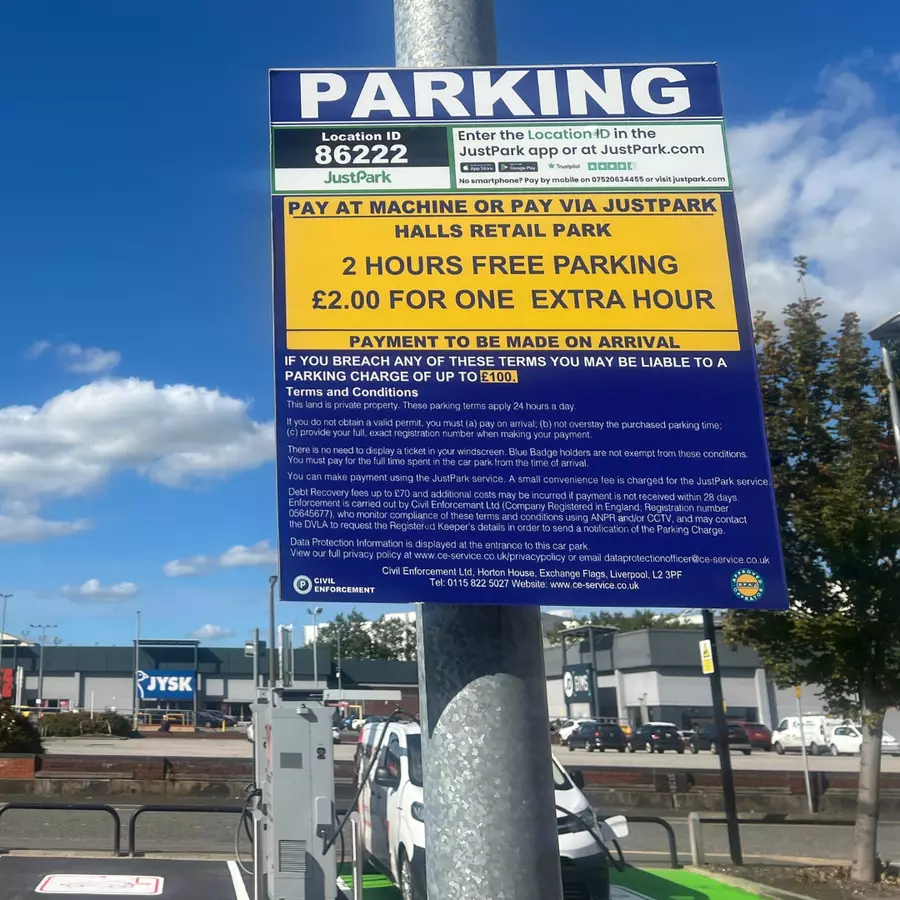 PARKING
Location ID
86222
JustPark
Enter the Location ID in the
JustPark app or at JustPark.com
App Store
Google Play
Trustpilot
No smartphone? Pay by mobile on 07520634455 or visit justpark.com
PAY AT MACHINE OR PAY VIA JUSTPARK
HALLS RETAIL PARK
2 HOURS FREE PARKING
£2.00 FOR ONE EXTRA HOUR
PAYMENT TO BE MADE ON ARRIVAL
IF YOU BREACH ANY OF THESE TERMS YOU MAY BE LIABLE TO A
PARKING CHARGE OF UP TO £100.
Terms and Conditions
This land is private property. These parking terms apply 24 hours a day.
If you do not obtain a valid permit, you must (a) pay on arrival; (b) not overstay the purchased parking time;
(c) provide your full, exact registration number when making your payment.
There is no need to display a ticket in your windscreen. Blue Badge holders are not exempt from these conditions.
You must pay for the full time spent in the car park from the time of arrival.
You can make payment using the JustPark service. A small convenience fee is charged for the JustPark service.
Debt Recovery fees up to £70 and additional costs may be incurred if payment is not received within 28 days.
Enforcement is carried out by Civil Enforcement Ltd (Company Registered in England; Registration number
05645677), who monitor compliance of these terms and conditions using ANPR and/or CCTV, and may contact
the DVLA to request the Registered Keeper's details in order to send a notification of the Parking Charge.
Data Protection Information is displayed at the entrance to this car park.
View our full privacy policy at www.ce-service.co.uk/privacypolicy or email dataprotectionofficer@ce-service.co.uk
Civil Enforcement Ltd, Horton House, Exchange Flags, Liverpool, L2 3PF
Tel: 0115 822 5027 Website: www.ce-service.co.uk
P CIVIL
ENFORCEMENT
APPROVED
BPA
OPERATOR
JYSK